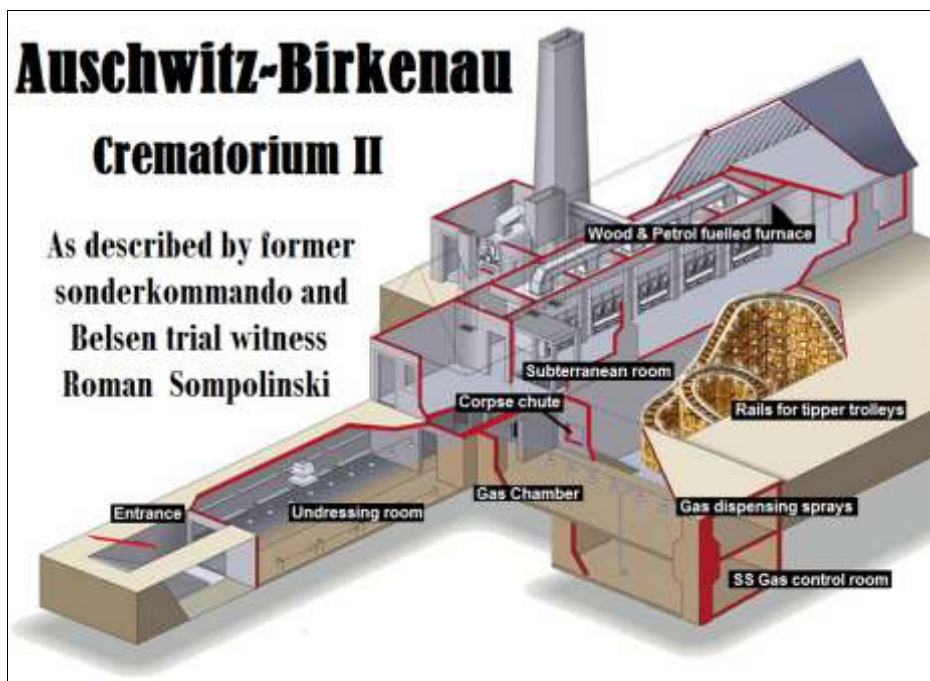 Auschwitz-Birkenau
Crematorium II
As described by former
sonderkommando and
Belsen trial witness
Roman Sompolinski
Wood & Petrol fuelled furnace
Subterranean room
Corpse chute
Rails for tipper trolleys
Gas Chamber
Entrance
Undressing room
Gas dispensing sprays
SS Gas control room